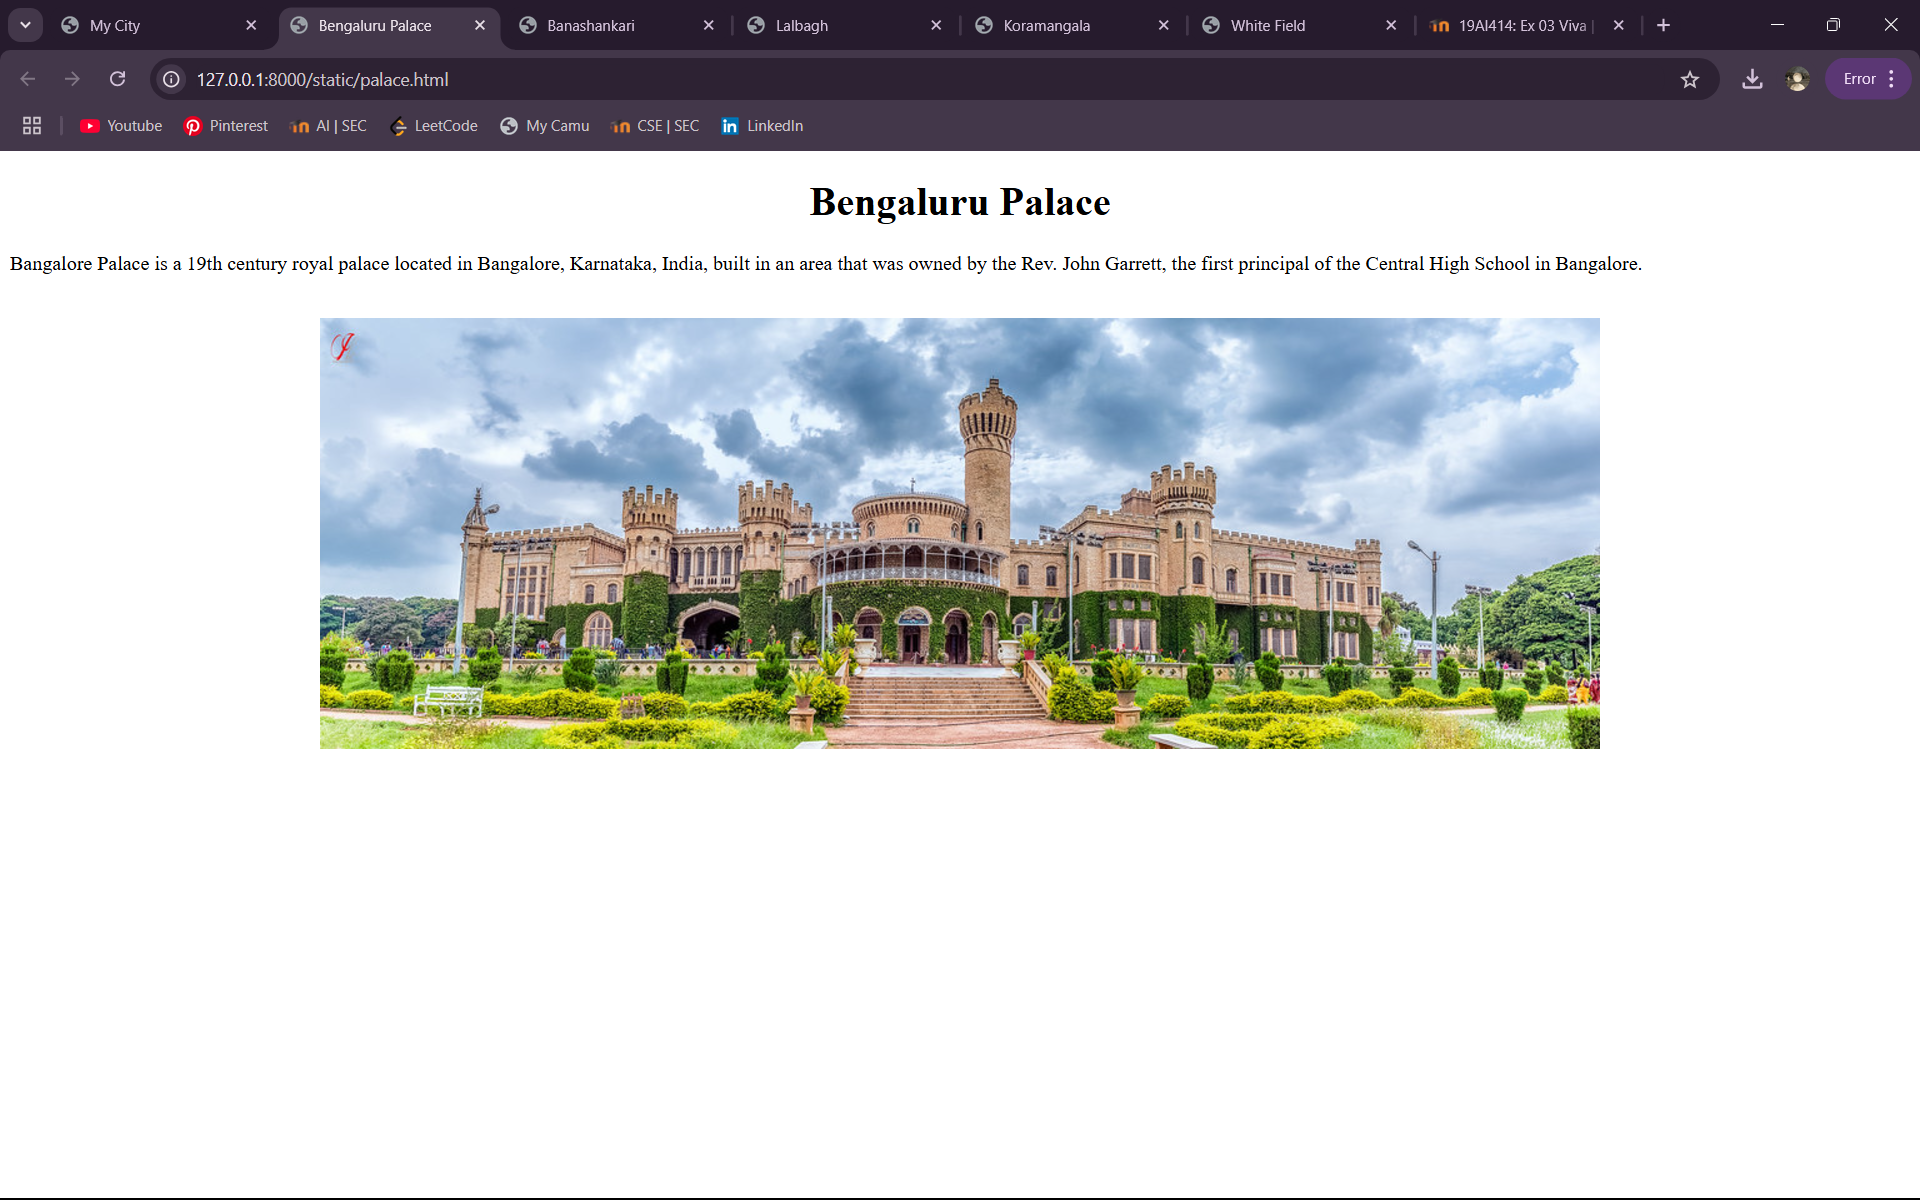 My City
Bengaluru Palace
Banashankari
Lalbagh
Koramangala
White Field
19AI414: Ex 03 Viva |
127.0.0.1:8000/static/palace.html
Error
Youtube
Pinterest
AI | SEC
LeetCode
My Camu
CSE | SEC
LinkedIn
Bengaluru Palace
Bangalore Palace is a 19th century royal palace located in Bangalore, Karnataka, India, built in an area that was owned by the Rev. John Garrett, the first principal of the Central High School in Bangalore.